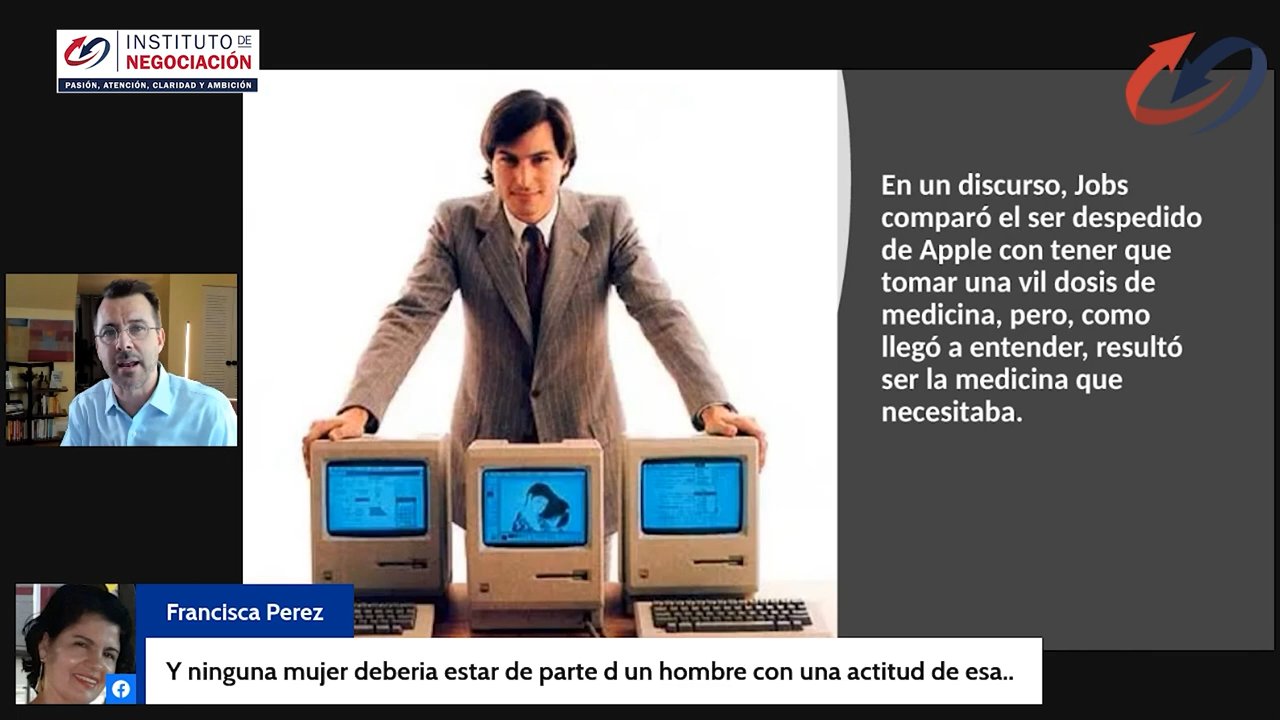 INSTITUTO DE
NEGOCIACIÓN
PASIÓN, ATENCIÓN, CLARIDAD Y AMBICIÓN
En un discurso, Jobs
comparó el ser despedido
de Apple con tener que
tomar una vil dosis de
medicina, pero, como
llegó a entender, resultó
ser la medicina que
necesitaba.
Francisca Perez
Y ninguna mujer deberia estar de parte d un hombre con una actitud de esa..